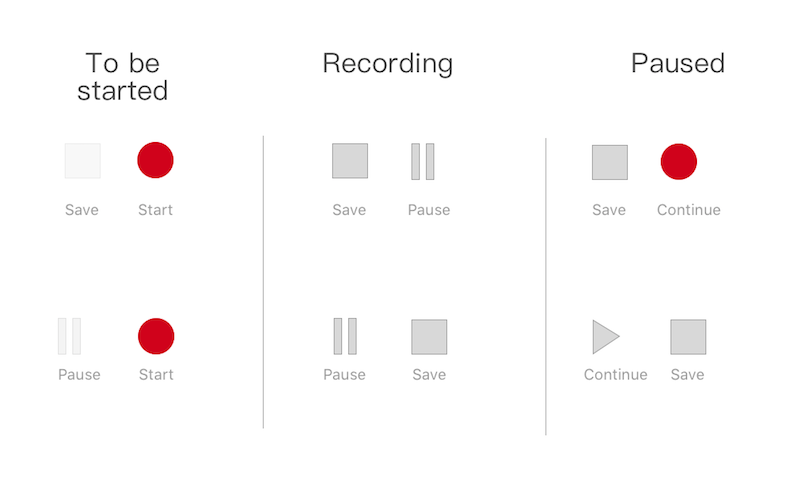 To be
started
Recording
Paused
Save
Start
Save
Pause
Save
Continue
Pause
Start
Pause
Save
Continue
Save